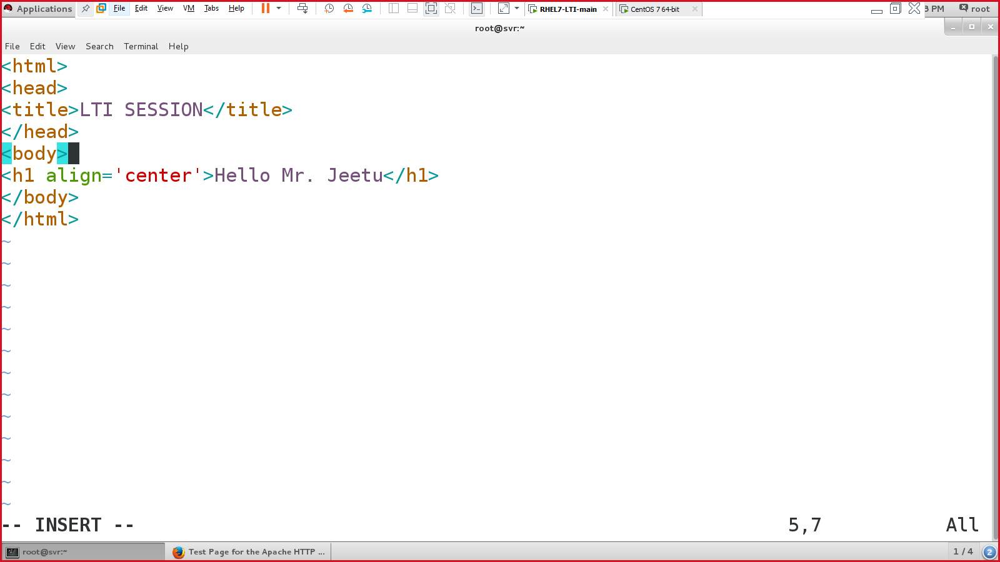 Applications File Edit View VM Tabs Help RHEL7-LTI-main CentOS 7 64-bit PM root
root@svr:~
File Edit View Search Terminal Help
<html>
<head>
<title>LTI SESSION</title>
</head>
<body>
<h1 align='center'>Hello Mr. Jeetu</h1>
</body>
</html>
~
~
~
~
~
~
~
~
~
~
~
~
~
-- INSERT -- 5,7 All
root@svr:~ Test Page for the Apache HTTP ... 1 / 4 2